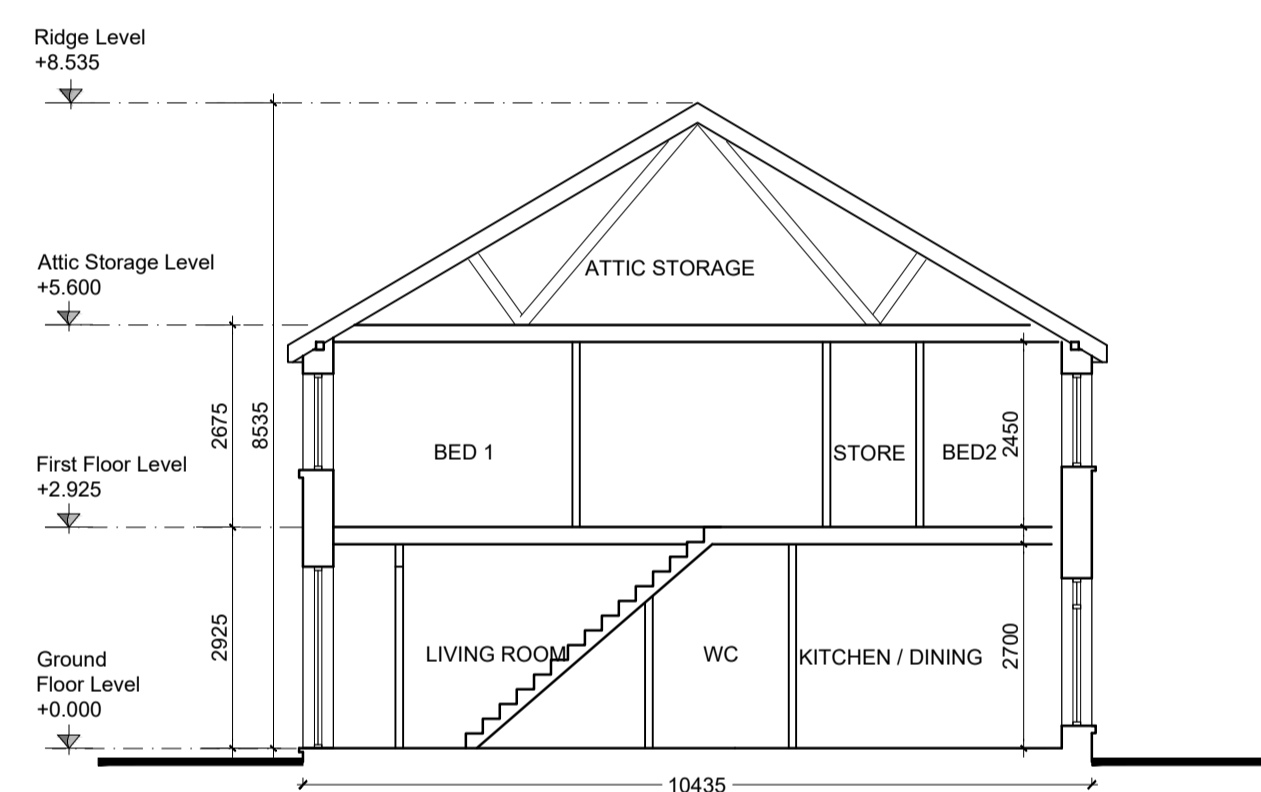 Ridge Level
+8.535
Attic Storage Level
+5.600
ATTIC STORAGE
2675
8535
First Floor Level
+2.925
BED 1
STORE
BED2
2450
2925
Ground
Floor Level
+0.000
LIVING ROOM
WC
KITCHEN / DINING
2700
10435